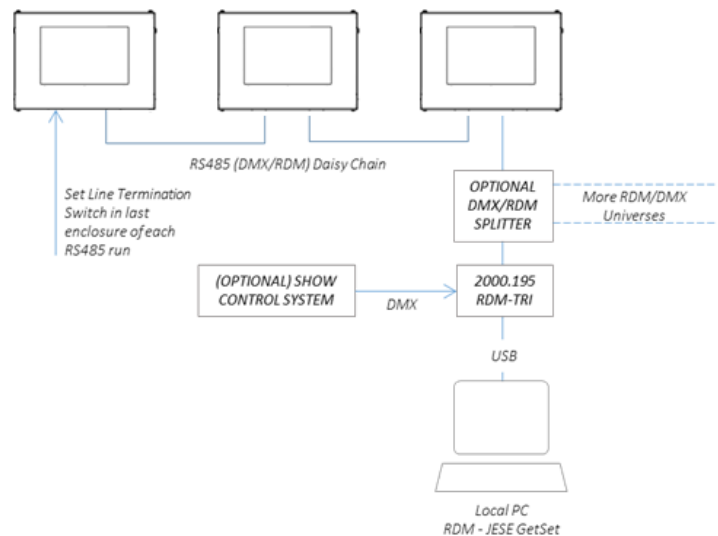 RS485 (DMX/RDM) Daisy Chain
Set Line Termination
Switch in last
enclosure of each
RS485 run
OPTIONAL
DMX/RDM
SPLITTER
More RDM/DMX
Universes
(OPTIONAL) SHOW
CONTROL SYSTEM
DMX
2000.195
RDM-TRI
USB
Local PC
RDM - JESE GetSet